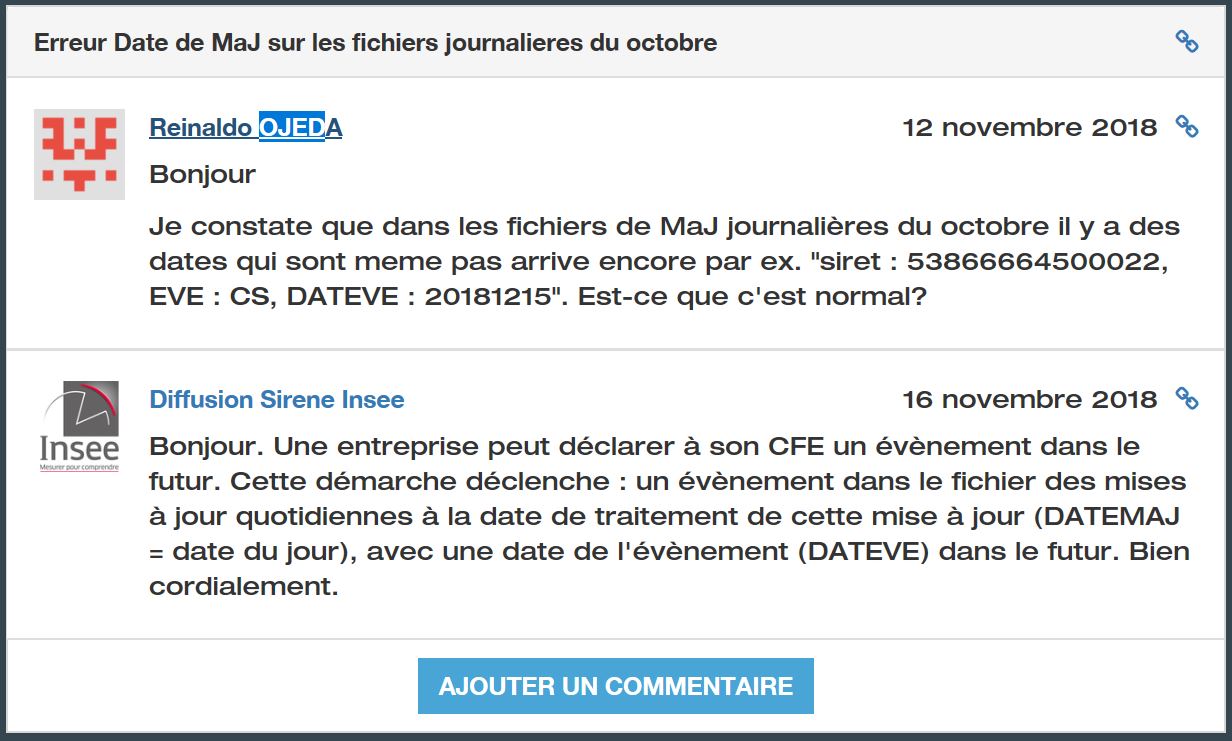 Erreur Date de MaJ sur les fichiers journalieres du octobre
Reinaldo OJEDA
12 novembre 2018
Bonjour
Je constate que dans les fichiers de MaJ journalières du octobre il y a des
dates qui sont meme pas arrive encore par ex. "siret : 53866664500022,
EVE : CS, DATEVE : 20181215". Est-ce que c'est normal?
Insee
Mesurer pour comprendre
Diffusion Sirene Insee
16 novembre 2018
Bonjour. Une entreprise peut déclarer à son CFE un évènement dans le
futur. Cette démarche déclenche : un évènement dans le fichier des mises
à jour quotidiennes à la date de traitement de cette mise à jour (DATEMAJ
= date du jour), avec une date de l'évènement (DATEVE) dans le futur. Bien
cordialement.
AJOUTER UN COMMENTAIRE